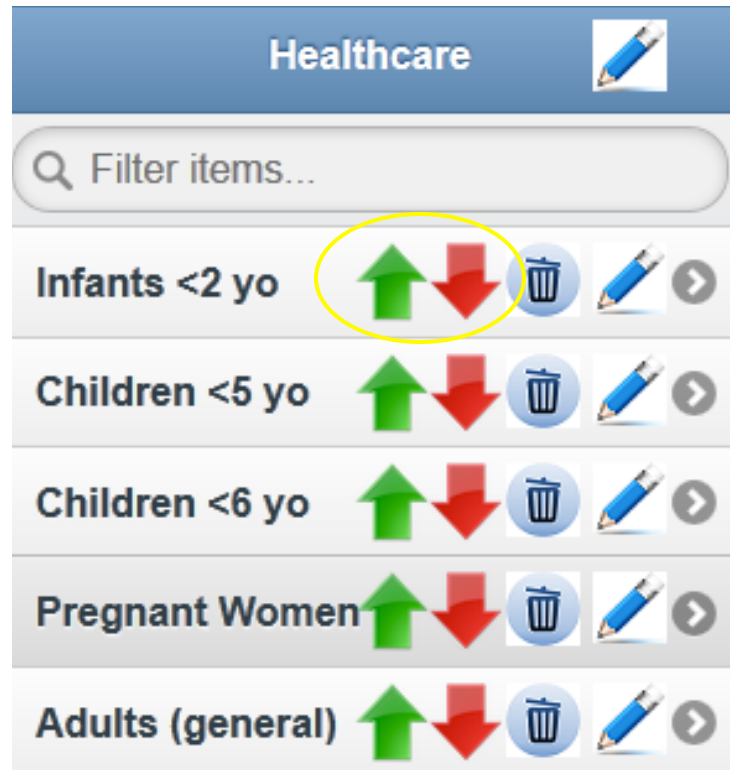 Healthcare
Filter items...
Infants <2 yo
Children <5 yo
Children <6 yo
Pregnant Women
Adults (general)